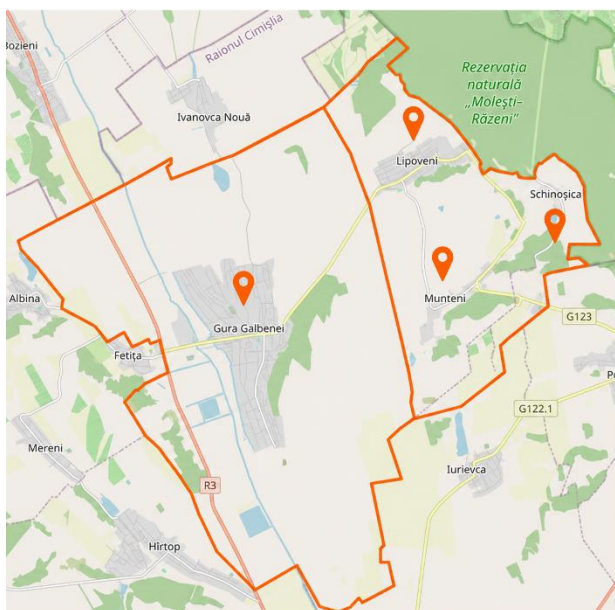 Bozieni
Raionul Cimișlia
Rezervația
naturală
„Molești–
Răzeni”
Ivanovca Nouă
Lipoveni
Schinoșica
Albina
Munteni
G123
Gura Galbenei
Fetița
G122.1
Mereni
Iurievca
R3
Hîrtop